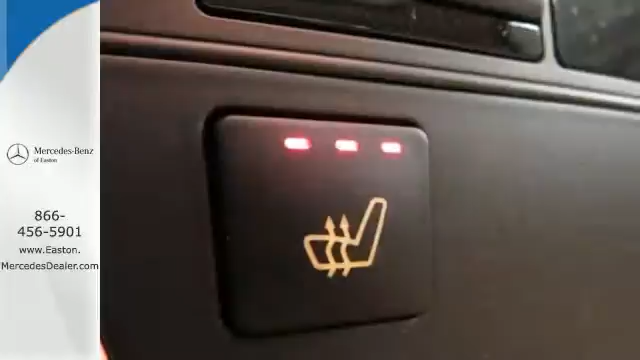 Mercedes-Benz
of Easton
866-
456-5901
www.Easton.
MercedesDealer.com